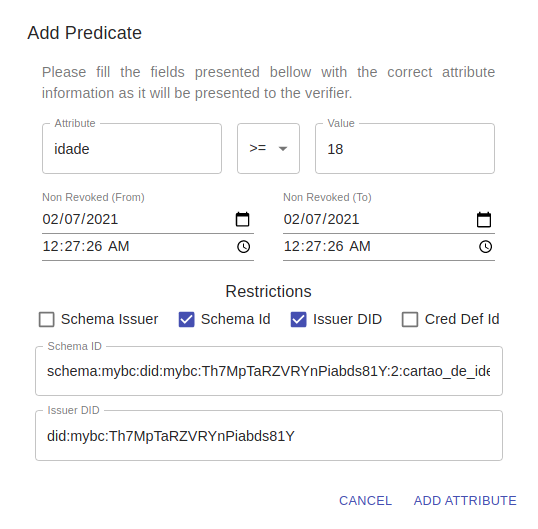 Add Predicate
Please fill the fields presented bellow with the correct attribute
information as it will be presented to the verifier.
Attribute
idade
>=
Value
18
Non Revoked (From)
02/07/2021
12:27:26 AM
Non Revoked (To)
02/07/2021
12:27:26 AM
Restrictions
Schema Issuer
Schema Id
Issuer DID
Cred Def Id
Schema ID
schema:mybc:did:mybc:Th7MpTaRZVRYnPiabds81Y:2:cartao_de_ide
Issuer DID
did:mybc:Th7MpTaRZVRYnPiabds81Y
CANCEL
ADD ATTRIBUTE